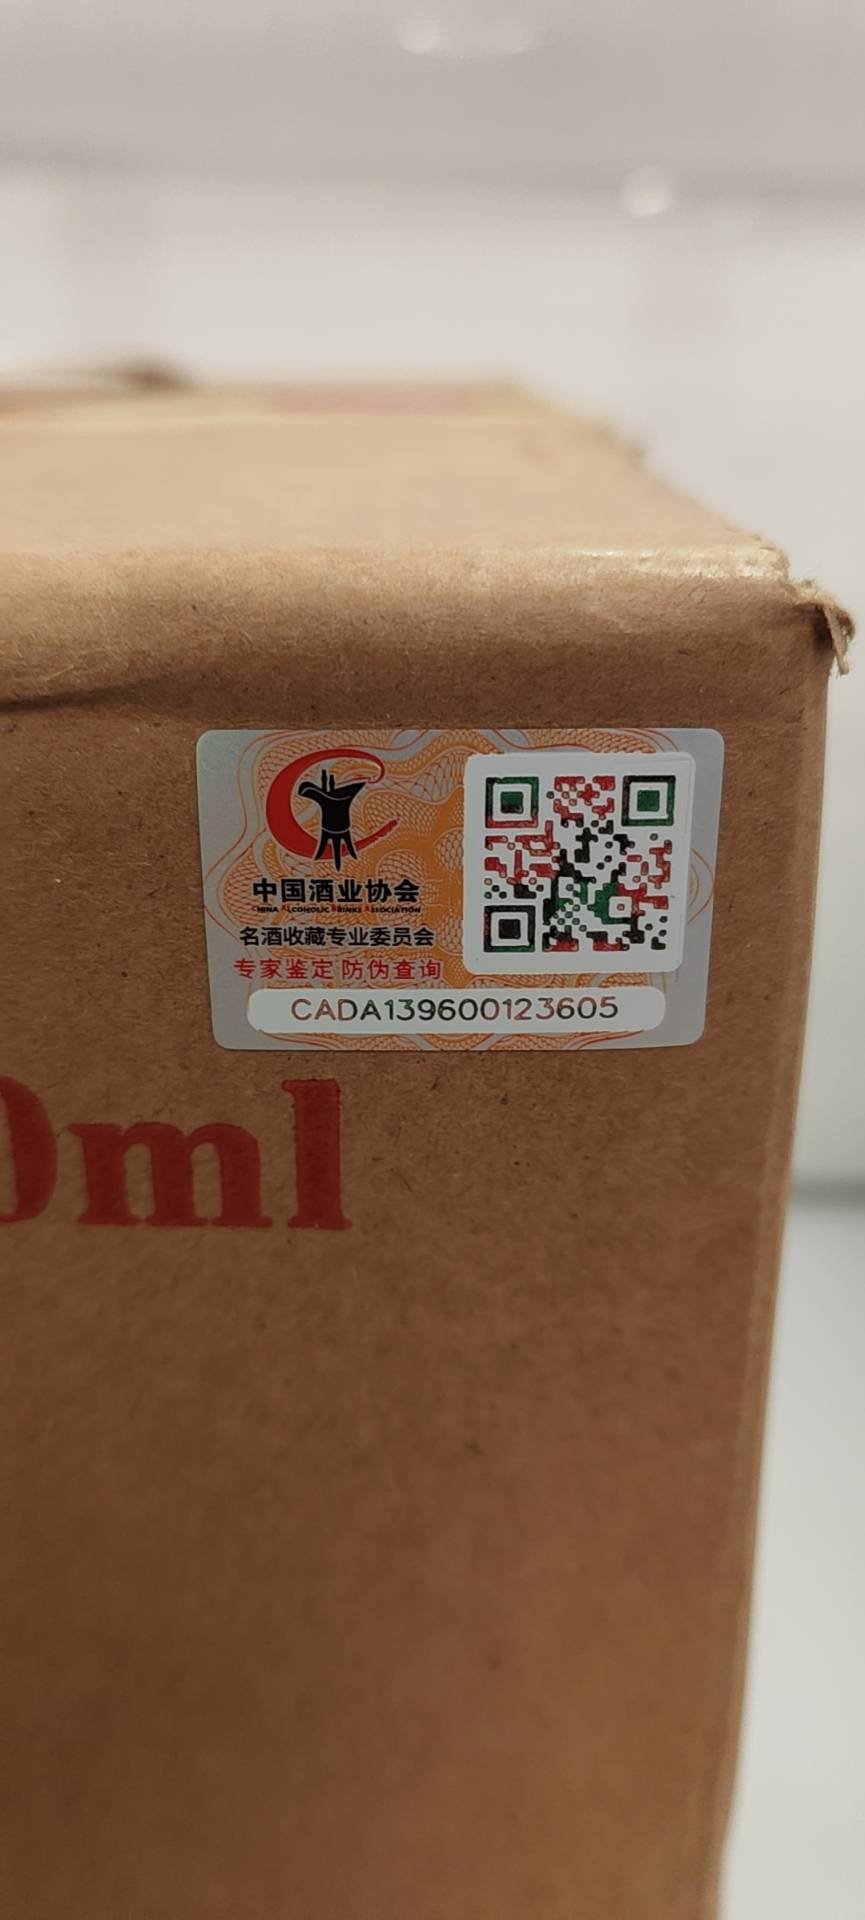 中国酒业协会
CHINA ALCOHOLIC DRINKS ASSOCIATION
名酒收藏专业委员会
专家鉴定 防伪查询
CADA139600123605
0ml